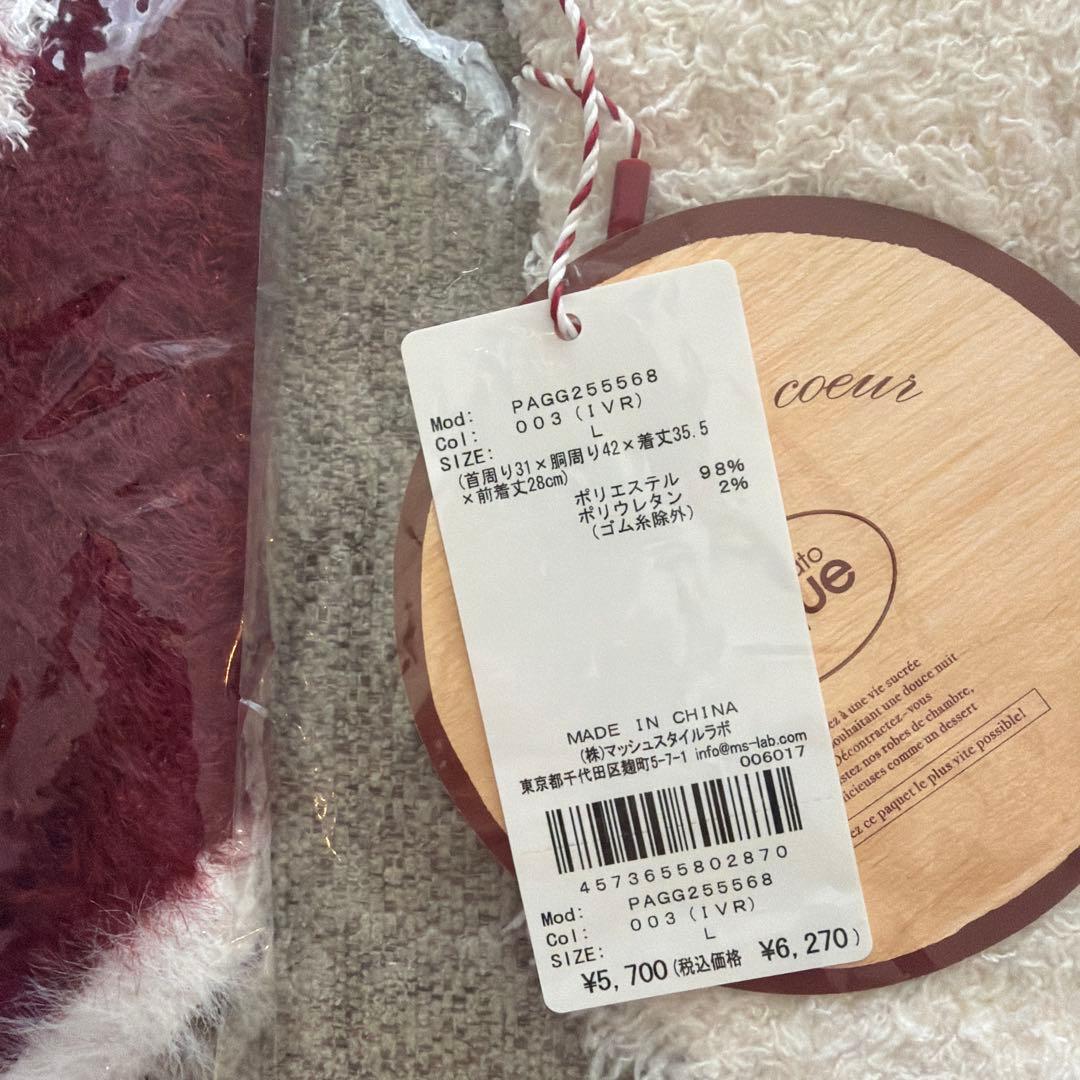 Mod: PAGG255568
Col: 003(IVR)
SIZE: L
(首周り31×胴周り42×着丈35.5
×前着丈28cm)
ポリエステル 98%
ポリウレタン 2%
(ゴム糸除外)
MADE IN CHINA
(株)マッシュスタイルラボ
東京都千代田区麹町5-7-1 info@ms-lab.com
006017
4573655802870
Mod: PAGG255568
Col: 003(IVR)
SIZE: L
¥5,700(税込価格 ¥6,270)
coeur
à une vie sucrée
souhaitant une douce nuit
Décontractez-vous
nos robes de chambre,
comme un dessert
ce paquet le plus vite possible!